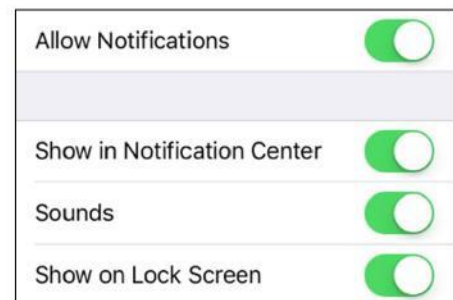 Allow Notifications
Show in Notification Center
Sounds
Show on Lock Screen